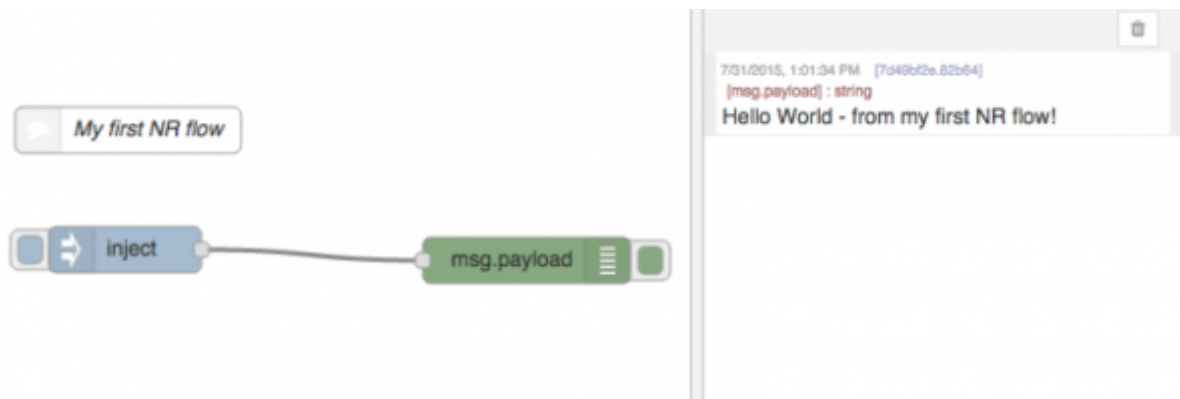 My first NR flow
inject
msg.payload
7/31/2015, 1:01:34 PM [7d49bf2e.82b64]
[msg.payload] : string
Hello World - from my first NR flow!